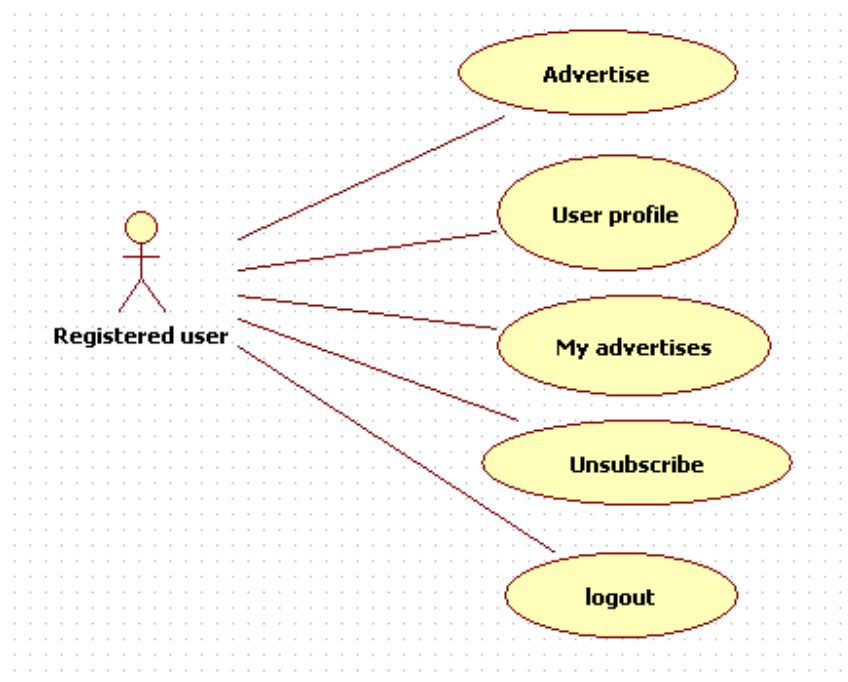 Advertise
User profile
Registered user
My advertises
Unsubscribe
logout